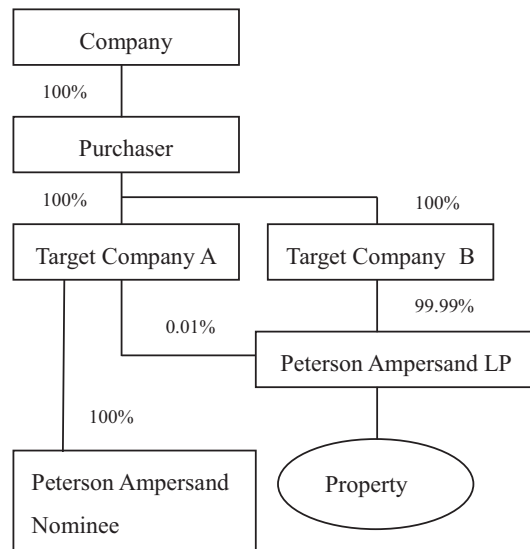 Company
100%
Purchaser
100%
100%
Target Company A
Target Company B
0.01%
99.99%
Peterson Ampersand LP
100%
Peterson Ampersand
Nominee
Property